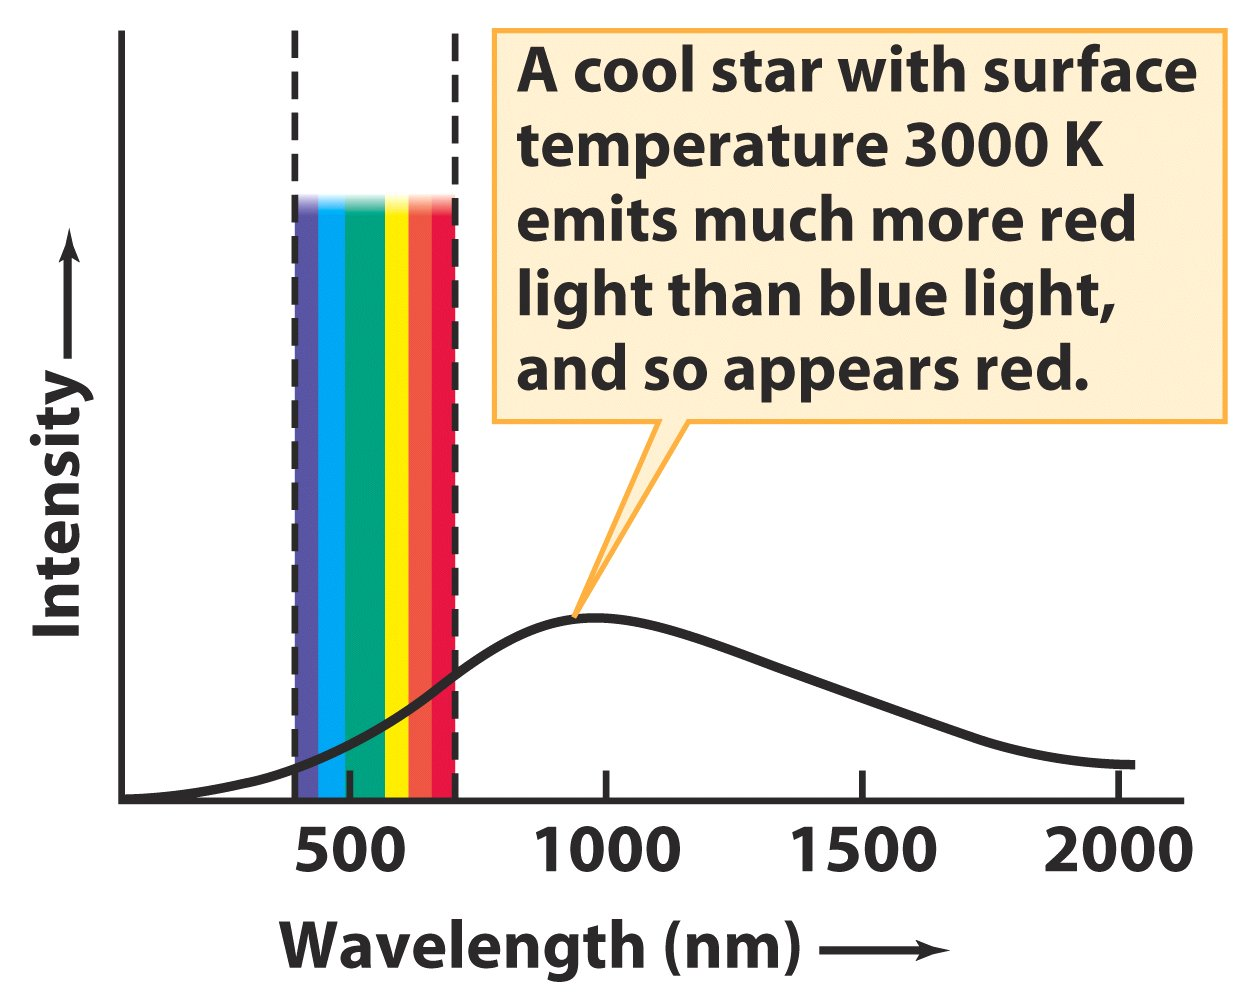 A cool star with surface
temperature 3000 K
emits much more red
light than blue light,
and so appears red.
Intensity
500 1000 1500 2000
Wavelength (nm)